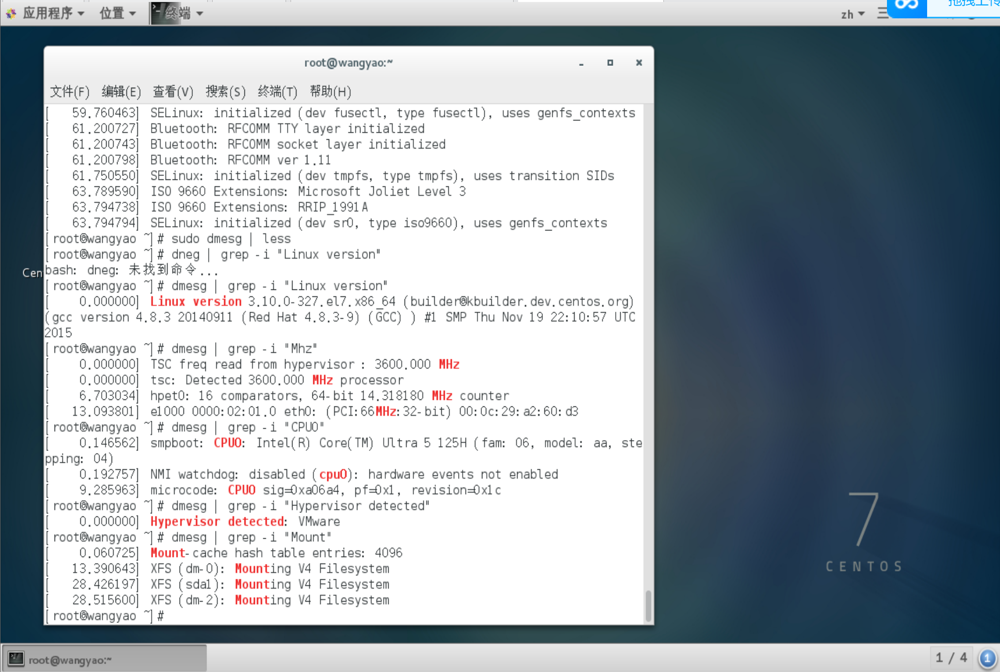 应用程序 位置 终端 zh 三
拖拽上传
root@wangyao:~
文件(F) 编辑(E) 查看(V) 搜索(S) 终端(T) 帮助(H)
[   59.760463] SELinux: initialized (dev fusectl, type fusectl), uses genfs_contexts
[   61.200727] Bluetooth: RFCOMM TTY layer initialized
[   61.200743] Bluetooth: RFCOMM socket layer initialized
[   61.200798] Bluetooth: RFCOMM ver 1.11
[   61.750550] SELinux: initialized (dev tmpfs, type tmpfs), uses transition SIDs
[   63.789590] ISO 9660 Extensions: Microsoft Joliet Level 3
[   63.794738] ISO 9660 Extensions: RRIP_1991A
[   63.794794] SELinux: initialized (dev sr0, type iso9660), uses genfs_contexts
[root@wangyao ~]# sudo dmesg | less
[root@wangyao ~]# dneg | grep -i "Linux version"
Cen
bash: dneg: 未找到命令...
[root@wangyao ~]# dmesg | grep -i "Linux version"
[    0.000000] Linux version 3.10.0-327.el7.x86_64 (builder@kbuilder.dev.centos.org)
(gcc version 4.8.3 20140911 (Red Hat 4.8.3-9) (GCC) ) #1 SMP Thu Nov 19 22:10:57 UTC
2015
[root@wangyao ~]# dmesg | grep -i "Mhz"
[    0.000000] TSC freq read from hypervisor : 3600.000 MHz
[    0.000000] tsc: Detected 3600.000 MHz processor
[    6.703034] hpet0: 16 comparators, 64-bit 14.318180 MHz counter
[   13.093801] e1000 0000:02:01.0 eth0: (PCI:66MHz:32-bit) 00:0c:29:a2:60:d3
[root@wangyao ~]# dmesg | grep -i "CPU0"
[    0.146562] smpboot: CPU0: Intel(R) Core(TM) Ultra 5 125H (fam: 06, model: aa, ste
pping: 04)
[    0.192757] NMI watchdog: disabled (cpu0): hardware events not enabled
[    9.285963] microcode: CPU0 sig=0xa06a4, pf=0x1, revision=0x1c
[root@wangyao ~]# dmesg | grep -i "Hypervisor detected"
[    0.000000] Hypervisor detected: VMware
[root@wangyao ~]# dmesg | grep -i "Mount"
[    0.060725] Mount-cache hash table entries: 4096
[   13.390643] XFS (dm-0): Mounting V4 Filesystem
[   28.426197] XFS (sda1): Mounting V4 Filesystem
[   28.515600] XFS (dm-2): Mounting V4 Filesystem
[root@wangyao ~]#
7
CENTOS
root@wangyao:~
1 / 4
1